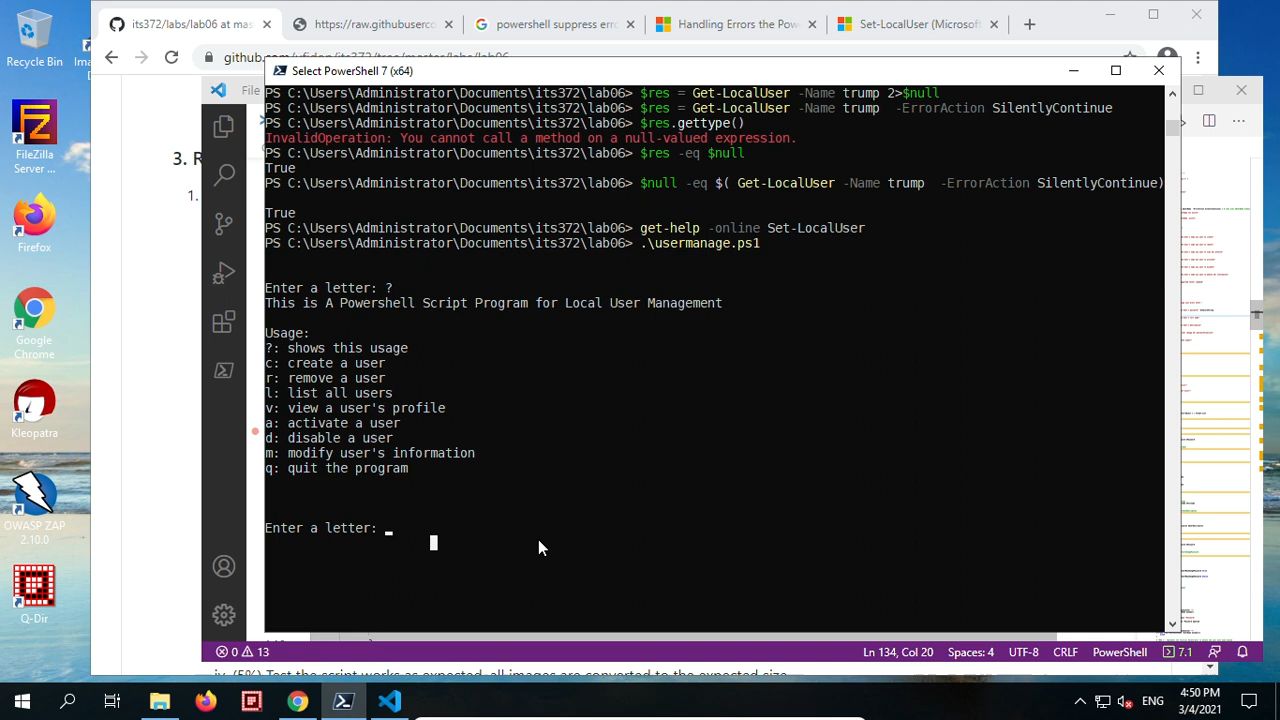 its372/labs/lab06 at mas
https://raw.githubuserco
powershell suppress erro
Handling Errors the Powe
Set-LocalUser (Microsoft
Recycle Bin
FileZilla
Server ...
Firefox
Google
Chrome
Kleopatra
OWASP ZAP
2.10.0
Q-Dir
File
3. R
1.
Select PowerShell 7 (x64)
PS C:\Users\Administrator\Documents\its372\lab06> $res = Get-LocalUser -Name trump 2>$null
PS C:\Users\Administrator\Documents\its372\lab06> $res = Get-LocalUser -Name trump  -ErrorAction SilentlyContinue
PS C:\Users\Administrator\Documents\its372\lab06> $res.gettype()
InvalidOperation: You cannot call a method on a null-valued expression.
PS C:\Users\Administrator\Documents\its372\lab06> $res -eq $null
True
PS C:\Users\Administrator\Documents\its372\lab06> $null -eq $( Get-LocalUser -Name trump  -ErrorAction SilentlyContinue)
True
PS C:\Users\Administrator\Documents\its372\lab06> get-help -online Set-LocalUser
PS C:\Users\Administrator\Documents\its372\lab06> .\usermanage.ps1
Enter a letter: ?
This is A Powershell Script Program for Local User Management
Usage:
?: shows this usage
c: create a user
r: remove a user
l: list all users
v: view a user's profile
a: activate a user
d: disable a user
m: modify user's information
q: quit the program
Enter a letter:
0 13
Ln 134, Col 20
Spaces: 4
UTF-8
CRLF
PowerShell
7.1
ENG
4:50 PM
3/4/2021